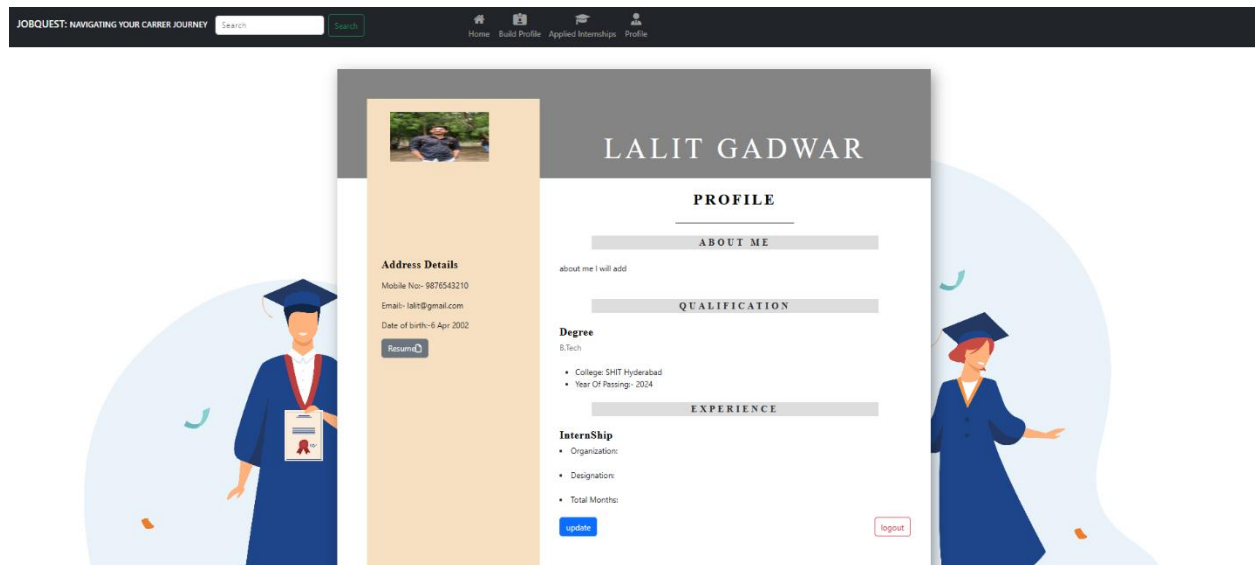 JOBQUEST: NAVIGATING YOUR CARRER JOURNEY Search Search
Home Build Profile Applied Internships Profile
LALIT GADWAR
PROFILE
ABOUT ME
about me I will add
Address Details
Mobile No:- 9876543210
Email:- lalit@gmail.com
Date of birth:-6 Apr 2002
Resume
QUALIFICATION
Degree
B.Tech
College: SHIT Hyderabad
Year Of Passing:- 2024
EXPERIENCE
InternShip
Organization:
Designation:
Total Months:
update
logout